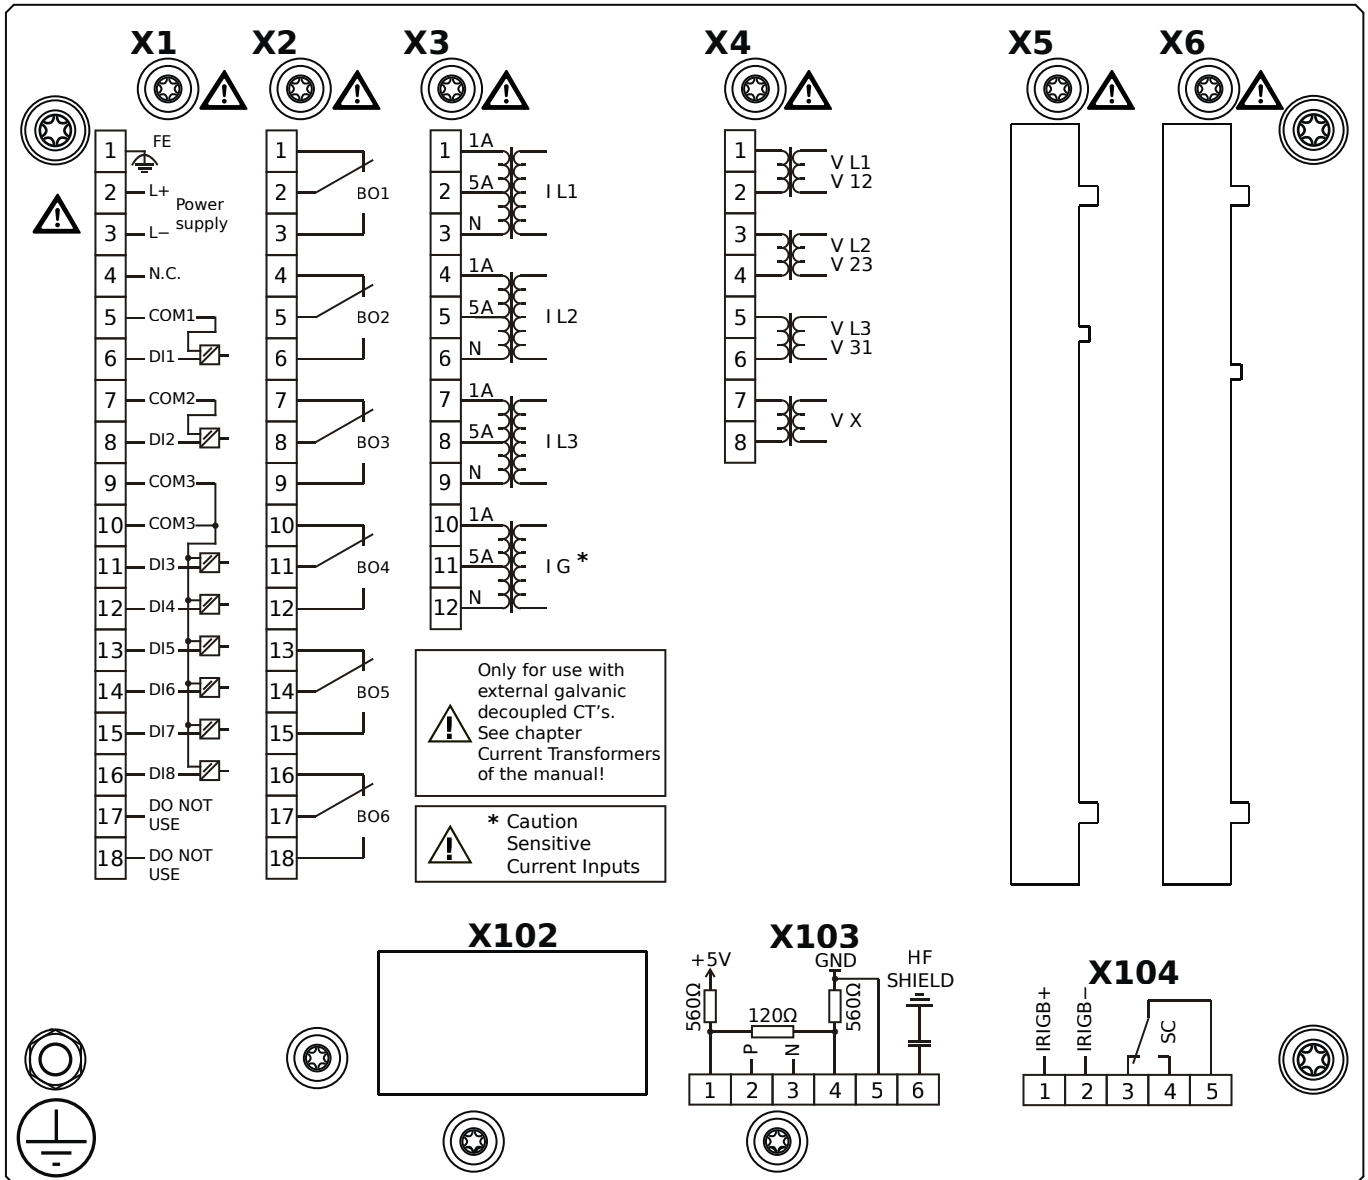 X1
X2
X3
X4
X5
X6
1
FE
2
L+
Power
supply
3
L−
4
N.C.
5
COM1
6
DI1
7
COM2
8
DI2
9
COM3
10
COM3
11
DI3
12
DI4
13
DI5
14
DI6
15
DI7
16
DI8
17
DO NOT
USE
18
DO NOT
USE
1
2
BO1
3
4
5
BO2
6
7
8
BO3
9
10
11
BO4
12
13
14
BO5
15
16
17
BO6
18
1
1A
2
5A
I L1
3
N
4
1A
5
5A
I L2
6
N
7
1A
8
5A
I L3
9
N
10
1A
11
5A
I G *
12
N
Only for use with
external galvanic
decoupled CT's.
See chapter
Current Transformers
of the manual!
* Caution
Sensitive
Current Inputs
1
V L1
2
V 12
3
V L2
4
V 23
5
V L3
6
V 31
7
V X
8
X102
X103
+5V
GND
HF
SHIELD
560Ω
120Ω
560Ω
P
N
1 2 3 4 5 6
X104
IRIGB+
IRIGB−
SC
1 2 3 4 5